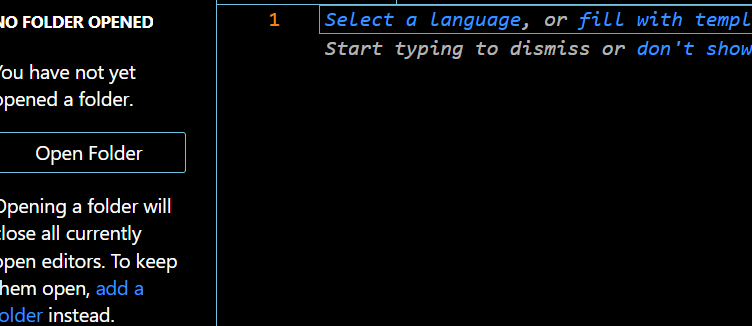 NO FOLDER OPENED
You have not yet
opened a folder.
Open Folder
Opening a folder will
close all currently
open editors. To keep
them open, add a
folder instead.
1 Select a language, or fill with templ
Start typing to dismiss or don't show